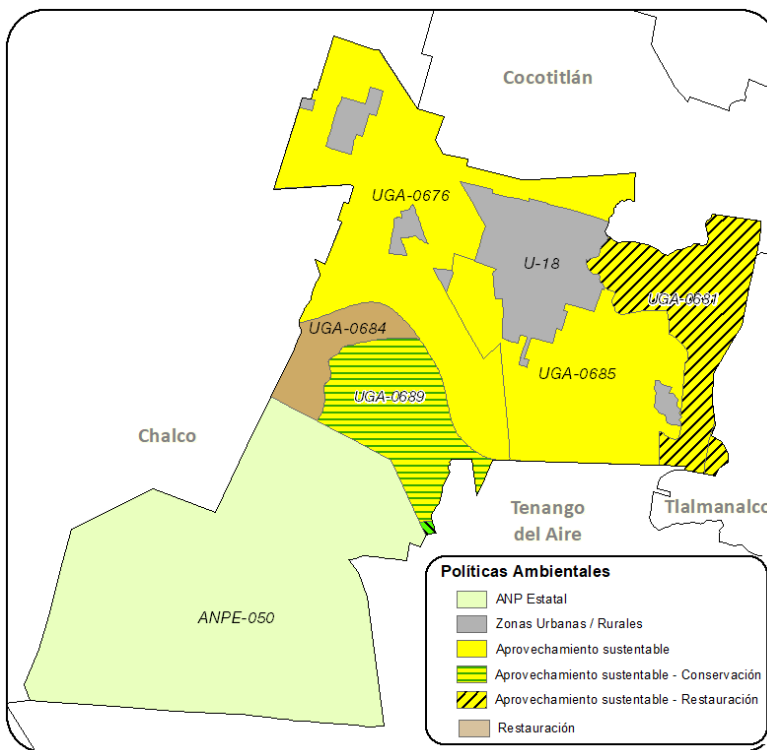 Cocotitlán
UGA-0676
U-18
UGA-0681
UGA-0684
UGA-0685
UGA-0689
Chalco
Tenango
del Aire
Tlalmanalco
ANPE-050
Políticas Ambientales
ANP Estatal
Zonas Urbanas / Rurales
Aprovechamiento sustentable
Aprovechamiento sustentable - Conservación
Aprovechamiento sustentable - Restauración
Restauración